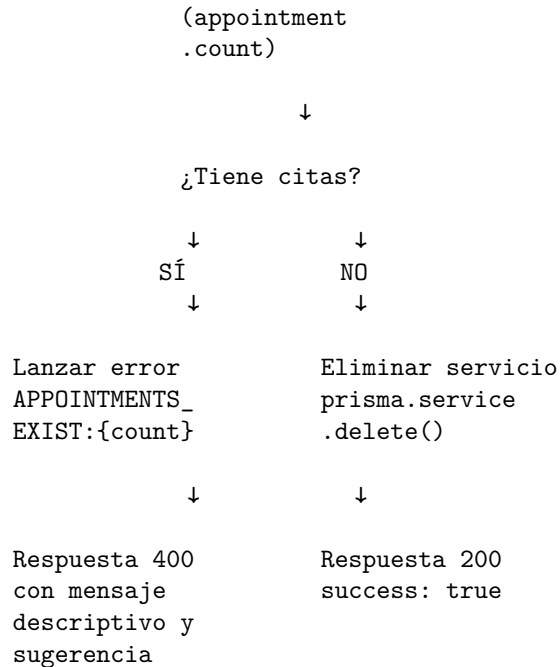 (appointment
.count)
↓
¿Tiene citas?
↓ ↓
SÍ NO
↓ ↓
Lanzar error Eliminar servicio
APPOINTMENTS_ prisma.service
EXIST:{count} .delete()
↓ ↓
Respuesta 400 Respuesta 200
con mensaje success: true
descriptivo y
sugerencia